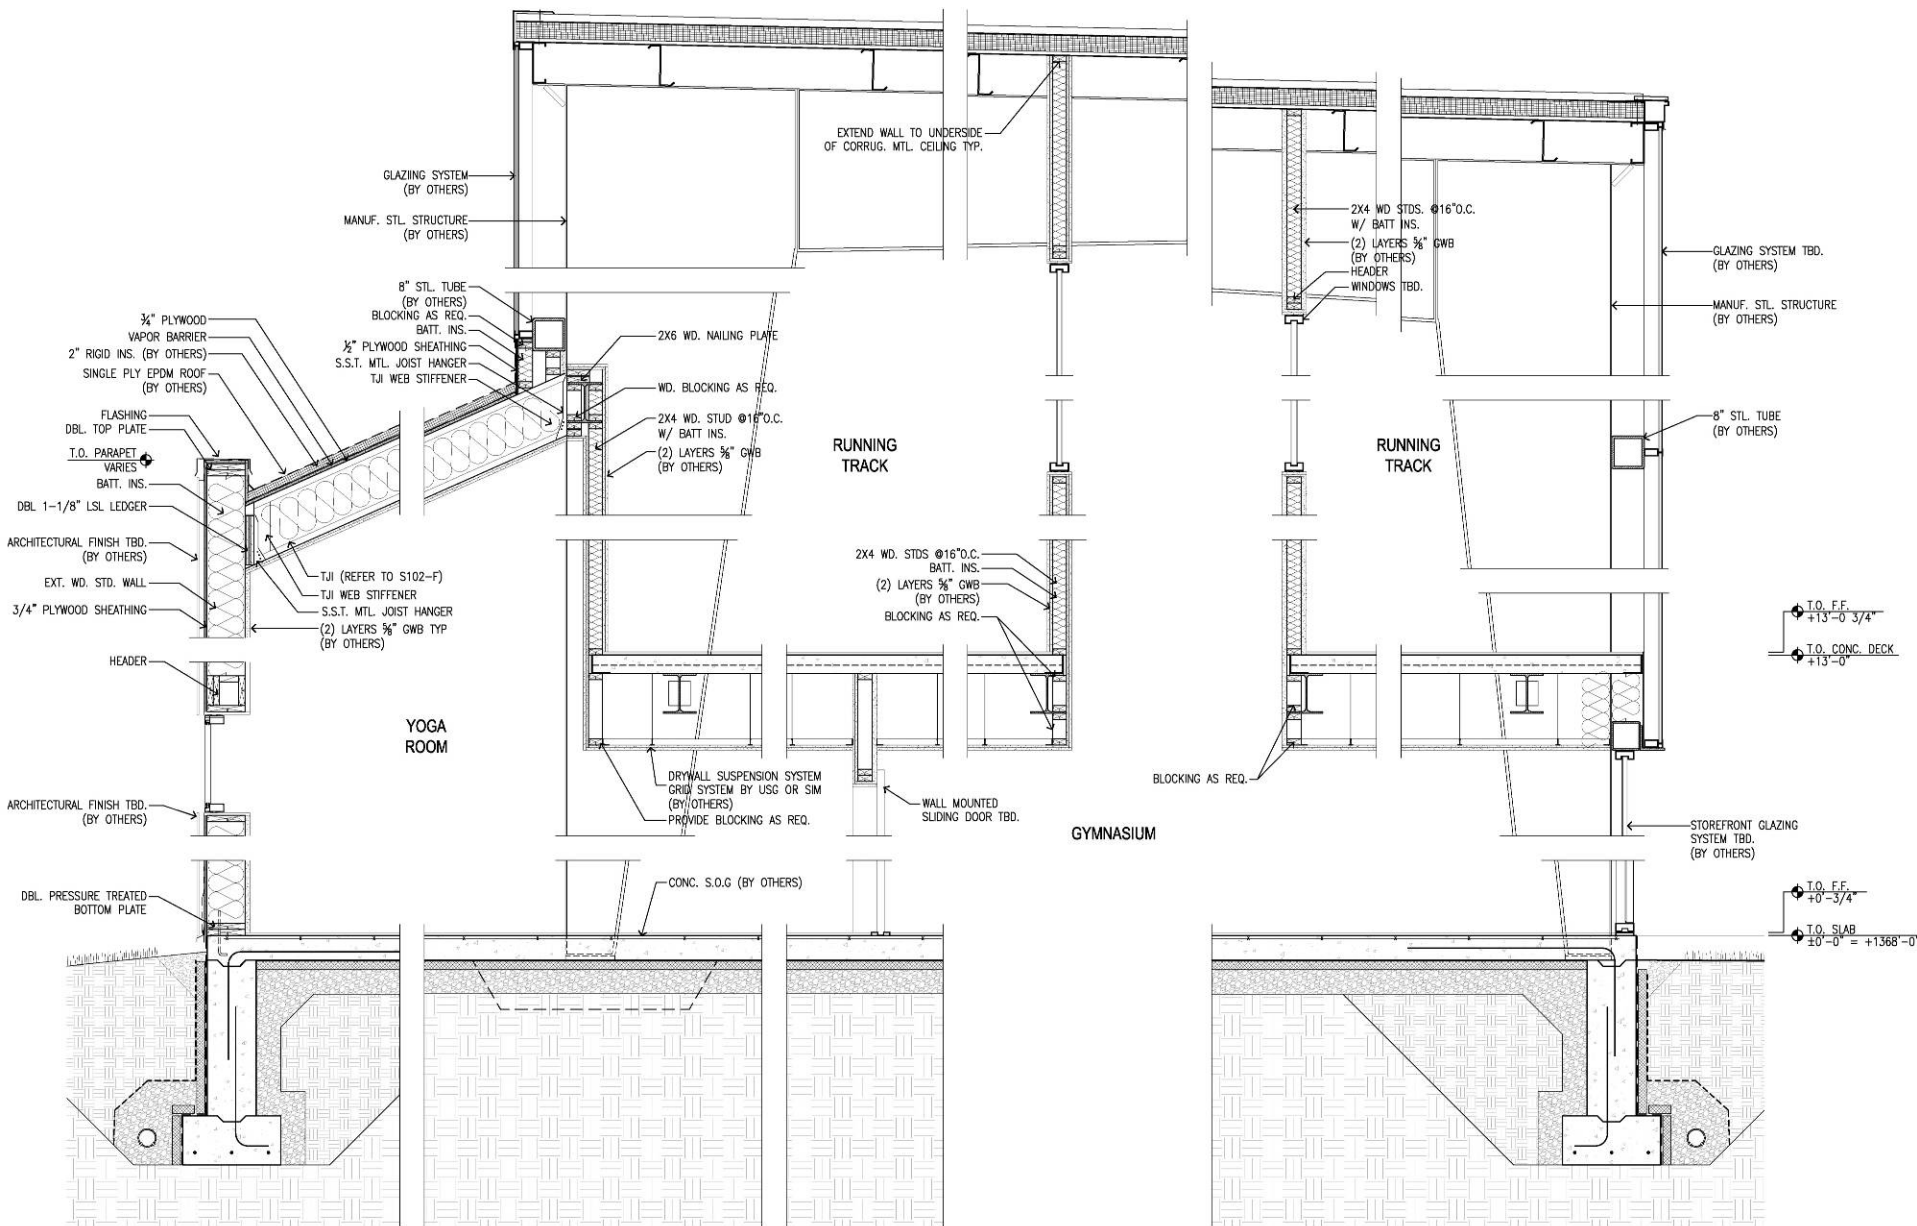 EXTEND WALL TO UNDERSIDE
OF CORRUG. MTL. CEILING TYP.
GLAZING SYSTEM
(BY OTHERS)
MANUF. STL. STRUCTURE
(BY OTHERS)
8" STL. TUBE
(BY OTHERS)
BLOCKING AS REQ.
BATT. INS.
½" PLYWOOD SHEATHING
S.S.T. MTL. JOIST HANGER
TJI WEB STIFFENER
¾" PLYWOOD
VAPOR BARRIER
2" RIGID INS. (BY OTHERS)
SINGLE PLY EPDM ROOF
(BY OTHERS)
FLASHING
DBL. TOP PLATE
T.O. PARAPET
VARIES
BATT. INS.
DBL 1-1/8" LSL LEDGER
ARCHITECTURAL FINISH TBD.
(BY OTHERS)
EXT. WD. STD. WALL
3/4" PLYWOOD SHEATHING
HEADER
ARCHITECTURAL FINISH TBD.
(BY OTHERS)
DBL. PRESSURE TREATED
BOTTOM PLATE
TJI (REFER TO S102-F)
TJI WEB STIFFENER
S.S.T. MTL. JOIST HANGER
(2) LAYERS ⅝" GWB TYP
(BY OTHERS)
YOGA
ROOM
2X6 WD. NAILING PLATE
WD. BLOCKING AS REQ.
2X4 WD. STUD @16"O.C.
W/ BATT INS.
(2) LAYERS ⅝" GWB
(BY OTHERS)
RUNNING
TRACK
2X4 WD. STDS @16"O.C.
BATT. INS.
(2) LAYERS ⅝" GWB
(BY OTHERS)
BLOCKING AS REQ.
DRYWALL SUSPENSION SYSTEM
GRID SYSTEM BY USG OR SIM
(BY OTHERS)
PROVIDE BLOCKING AS REQ.
WALL MOUNTED
SLIDING DOOR TBD.
CONC. S.O.G (BY OTHERS)
GYMNASIUM
2X4 WD STDS. @16"O.C.
W/ BATT INS.
(2) LAYERS ⅝" GWB
(BY OTHERS)
HEADER
WINDOWS TBD.
RUNNING
TRACK
BLOCKING AS REQ.
GLAZING SYSTEM TBD.
(BY OTHERS)
MANUF. STL. STRUCTURE
(BY OTHERS)
8" STL. TUBE
(BY OTHERS)
T.O. F.F.
+13'-0 3/4"
T.O. CONC. DECK
+13'-0"
STOREFRONT GLAZING
SYSTEM TBD.
(BY OTHERS)
T.O. F.F.
+0'-3/4"
T.O. SLAB
±0'-0" = +1368'-0"